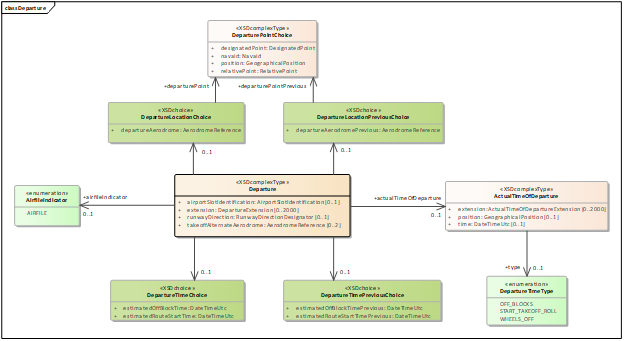 class Departure
«XSDcomplexType»
DeparturePointChoice
+ designatedPoint: DesignatedPoint
+ navaid: Navaid
+ position: GeographicalPosition
+ relativePoint: RelativePoint
+departurePoint
+departurePointPrevious
«XSDchoice»
DepartureLocationChoice
+ departureAerodrome: AerodromeReference
«XSDchoice»
DepartureLocationPreviousChoice
+ departureAerodromePrevious: AerodromeReference
0..1
0..1
«enumeration»
AirfileIndicator
AIRFILE
+airfileIndicator
0..1
«XSDcomplexType»
Departure
+ airportSlotIdentification: AirportSlotIdentification [0..1]
+ extension: DepartureExtension [0..2000]
+ runwayDirection: RunwayDirectionDesignator [0..1]
+ takeoffAlternateAerodrome: AerodromeReference [0..2]
+actualTimeOfDeparture
0..1
«XSDcomplexType»
ActualTimeOfDeparture
+ extension: ActualTimeOfDepartureExtension [0..2000]
+ position: GeographicalPosition [0..1]
+ time: DateTimeUtc [0..1]
0..1
0..1
+type
0..1
«XSDchoice»
DepartureTimeChoice
+ estimatedOffBlockTime: DateTimeUtc
+ estimatedRouteStartTime: DateTimeUtc
«XSDchoice»
DepartureTimePreviousChoice
+ estimatedOffBlockTimePrevious: DateTimeUtc
+ estimatedRouteStartTimePrevious: DateTimeUtc
«enumeration»
DepartureTimeType
OFF_BLOCKS
START_TAKEOFF_ROLL
WHEELS_OFF